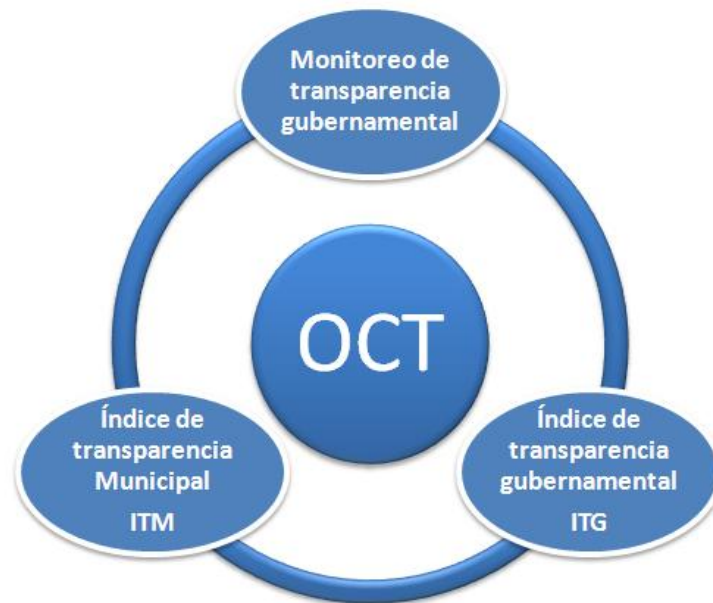 Monitoreo de
transparencia
gubernamental
OCT
Índice de
transparencia
Municipal
ITM
Índice de
transparencia
gubernamental
ITG